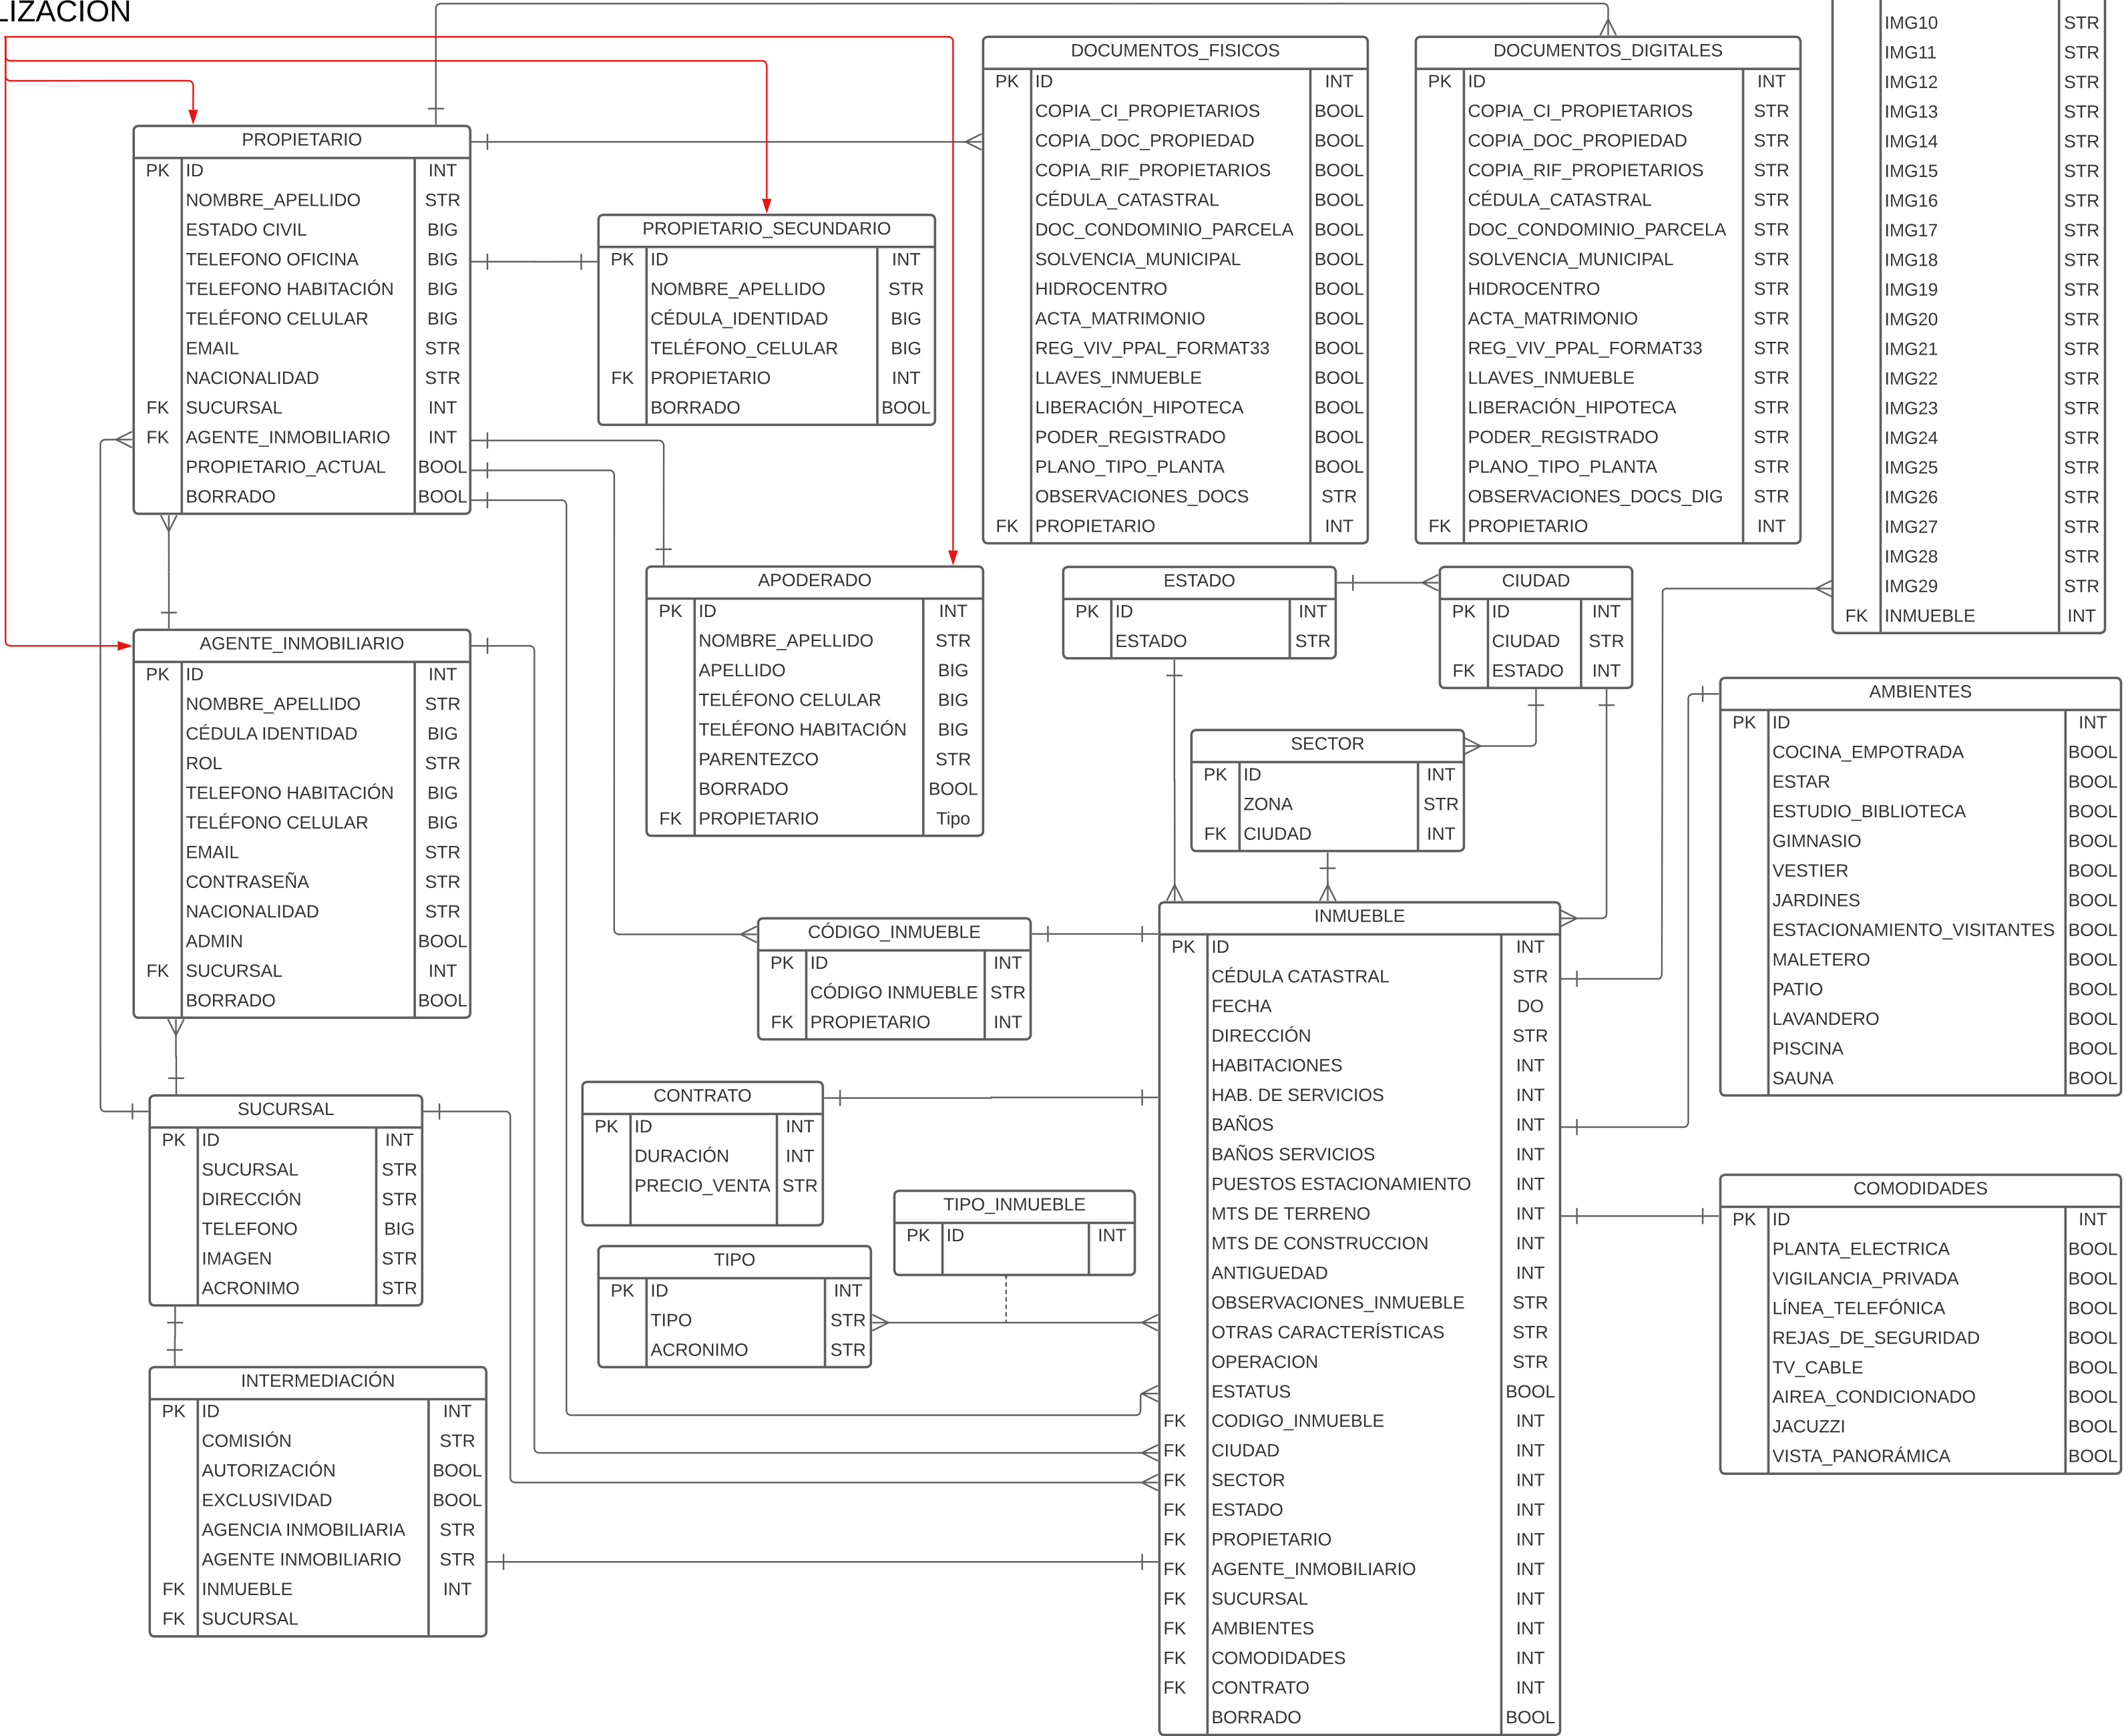 LIZACIÓN
PROPIETARIO
PK ID INT
NOMBRE_APELLIDO STR
ESTADO CIVIL BIG
TELEFONO OFICINA BIG
TELEFONO HABITACIÓN BIG
TELÉFONO CELULAR BIG
EMAIL STR
NACIONALIDAD STR
FK SUCURSAL INT
FK AGENTE_INMOBILIARIO INT
PROPIETARIO_ACTUAL BOOL
BORRADO BOOL
PROPIETARIO_SECUNDARIO
PK ID INT
NOMBRE_APELLIDO STR
CÉDULA_IDENTIDAD BIG
TELÉFONO_CELULAR BIG
FK PROPIETARIO INT
BORRADO BOOL
DOCUMENTOS_FISICOS
PK ID INT
COPIA_CI_PROPIETARIOS BOOL
COPIA_DOC_PROPIEDAD BOOL
COPIA_RIF_PROPIETARIOS BOOL
CÉDULA_CATASTRAL BOOL
DOC_CONDOMINIO_PARCELA BOOL
SOLVENCIA_MUNICIPAL BOOL
HIDROCENTRO BOOL
ACTA_MATRIMONIO BOOL
REG_VIV_PPAL_FORMAT33 BOOL
LLAVES_INMUEBLE BOOL
LIBERACIÓN_HIPOTECA BOOL
PODER_REGISTRADO BOOL
PLANO_TIPO_PLANTA BOOL
OBSERVACIONES_DOCS STR
FK PROPIETARIO INT
DOCUMENTOS_DIGITALES
PK ID INT
COPIA_CI_PROPIETARIOS STR
COPIA_DOC_PROPIEDAD STR
COPIA_RIF_PROPIETARIOS STR
CÉDULA_CATASTRAL STR
DOC_CONDOMINIO_PARCELA STR
SOLVENCIA_MUNICIPAL STR
HIDROCENTRO STR
ACTA_MATRIMONIO STR
REG_VIV_PPAL_FORMAT33 STR
LLAVES_INMUEBLE STR
LIBERACIÓN_HIPOTECA STR
PODER_REGISTRADO STR
PLANO_TIPO_PLANTA STR
OBSERVACIONES_DOCS_DIG STR
FK PROPIETARIO INT
IMG10 STR
IMG11 STR
IMG12 STR
IMG13 STR
IMG14 STR
IMG15 STR
IMG16 STR
IMG17 STR
IMG18 STR
IMG19 STR
IMG20 STR
IMG21 STR
IMG22 STR
IMG23 STR
IMG24 STR
IMG25 STR
IMG26 STR
IMG27 STR
IMG28 STR
IMG29 STR
FK INMUEBLE INT
AGENTE_INMOBILIARIO
PK ID INT
NOMBRE_APELLIDO STR
CÉDULA IDENTIDAD BIG
ROL STR
TELEFONO HABITACIÓN BIG
TELÉFONO CELULAR BIG
EMAIL STR
CONTRASEÑA STR
NACIONALIDAD STR
ADMIN BOOL
FK SUCURSAL INT
BORRADO BOOL
APODERADO
PK ID INT
NOMBRE_APELLIDO STR
APELLIDO BIG
TELÉFONO CELULAR BIG
TELÉFONO HABITACIÓN BIG
PARENTEZCO STR
BORRADO BOOL
FK PROPIETARIO Tipo
ESTADO
PK ID INT
ESTADO STR
CIUDAD
PK ID INT
CIUDAD STR
FK ESTADO INT
SECTOR
PK ID INT
ZONA STR
FK CIUDAD INT
AMBIENTES
PK ID INT
COCINA_EMPOTRADA BOOL
ESTAR BOOL
ESTUDIO_BIBLIOTECA BOOL
GIMNASIO BOOL
VESTIER BOOL
JARDINES BOOL
ESTACIONAMIENTO_VISITANTES BOOL
MALETERO BOOL
PATIO BOOL
LAVANDERO BOOL
PISCINA BOOL
SAUNA BOOL
CÓDIGO_INMUEBLE
PK ID INT
CÓDIGO INMUEBLE STR
FK PROPIETARIO INT
INMUEBLE
PK ID INT
CÉDULA CATASTRAL STR
FECHA DO
DIRECCIÓN STR
HABITACIONES INT
HAB. DE SERVICIOS INT
BAÑOS INT
BAÑOS SERVICIOS INT
PUESTOS ESTACIONAMIENTO INT
MTS DE TERRENO INT
MTS DE CONSTRUCCION INT
ANTIGUEDAD INT
OBSERVACIONES_INMUEBLE STR
OTRAS CARACTERÍSTICAS STR
OPERACION STR
ESTATUS BOOL
FK CODIGO_INMUEBLE INT
FK CIUDAD INT
FK SECTOR INT
FK ESTADO INT
FK PROPIETARIO INT
FK AGENTE_INMOBILIARIO INT
FK SUCURSAL INT
FK AMBIENTES INT
FK COMODIDADES INT
FK CONTRATO INT
BORRADO BOOL
SUCURSAL
PK ID INT
SUCURSAL STR
DIRECCIÓN STR
TELEFONO BIG
IMAGEN STR
ACRONIMO STR
CONTRATO
PK ID INT
DURACIÓN INT
PRECIO_VENTA STR
TIPO_INMUEBLE
PK ID INT
TIPO
PK ID INT
TIPO STR
ACRONIMO STR
COMODIDADES
PK ID INT
PLANTA_ELECTRICA BOOL
VIGILANCIA_PRIVADA BOOL
LÍNEA_TELEFÓNICA BOOL
REJAS_DE_SEGURIDAD BOOL
TV_CABLE BOOL
AIREA_CONDICIONADO BOOL
JACUZZI BOOL
VISTA_PANORÁMICA BOOL
INTERMEDIACIÓN
PK ID INT
COMISIÓN STR
AUTORIZACIÓN BOOL
EXCLUSIVIDAD BOOL
AGENCIA INMOBILIARIA STR
AGENTE INMOBILIARIO STR
FK INMUEBLE INT
FK SUCURSAL